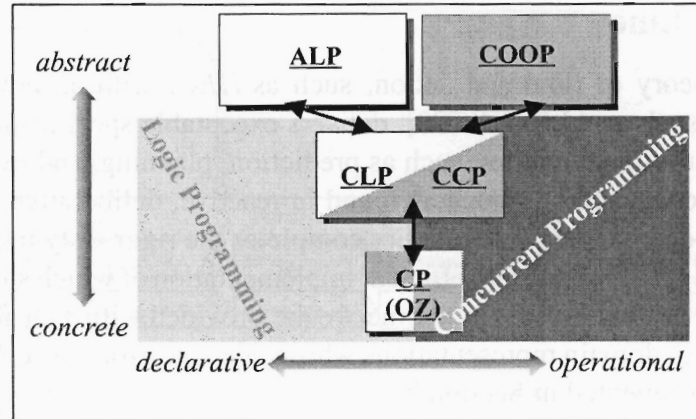 abstract
ALP
COOP
Logic Programming
CLP
CCP
Concurrent Programming
CP
(OZ)
concrete
declarative
operational